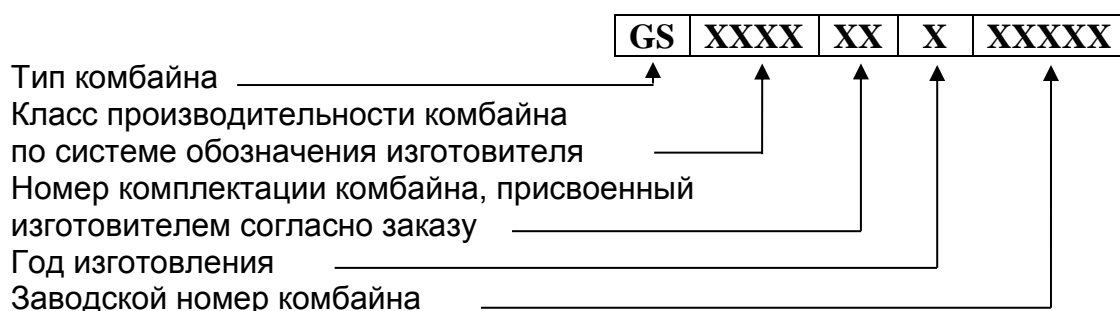 GS XXXX XX X XXXXX
Тип комбайна
Класс производительности комбайна
по системе обозначения изготовителя
Номер комплектации комбайна, присвоенный
изготовителем согласно заказу
Год изготовления
Заводской номер комбайна